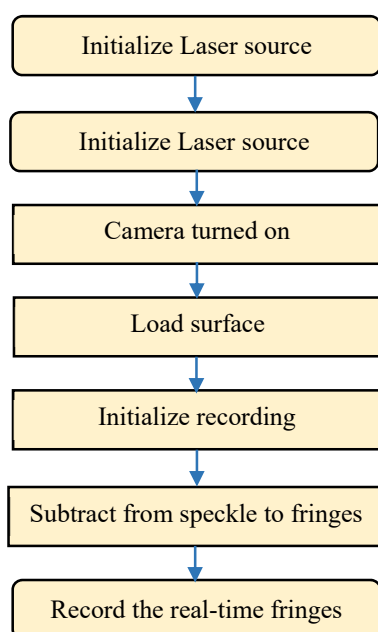 Initialize Laser source
Initialize Laser source
Camera turned on
Load surface
Initialize recording
Subtract from speckle to fringes
Record the real-time fringes